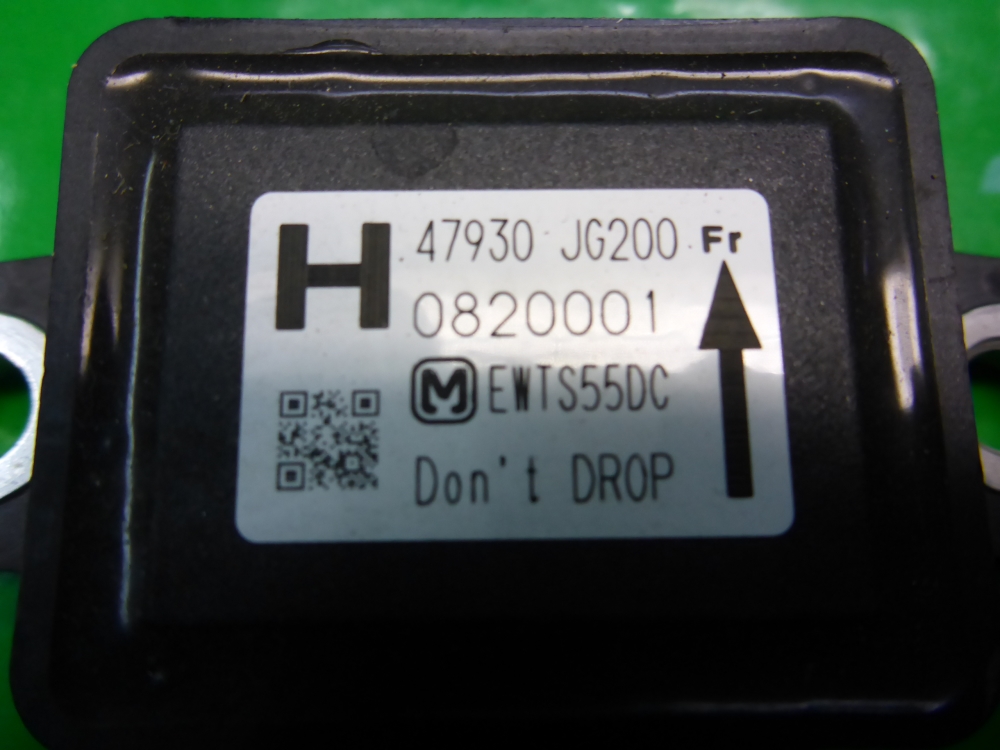 H 47930 JG200 Fr
0820001
M EWTS55DC
Don't DROP